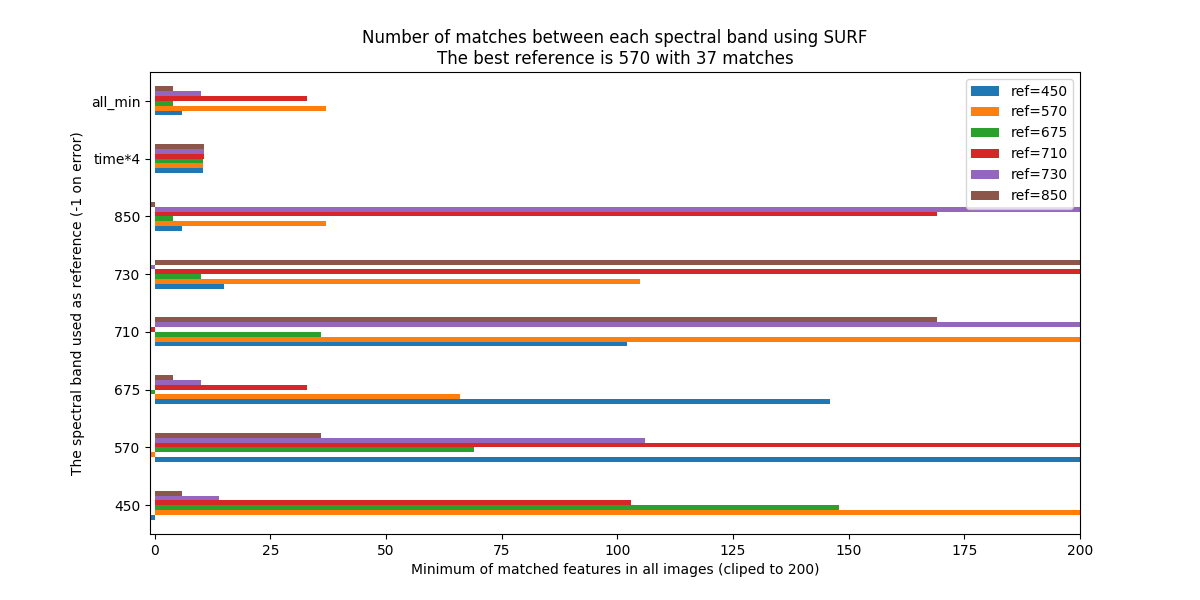 Number of matches between each spectral band using SURF
The best reference is 570 with 37 matches
The spectral band used as reference (-1 on error)
all_min
time*4
850
730
710
675
570
450
ref=450
ref=570
ref=675
ref=710
ref=730
ref=850
0 25 50 75 100 125 150 175 200
Minimum of matched features in all images (cliped to 200)